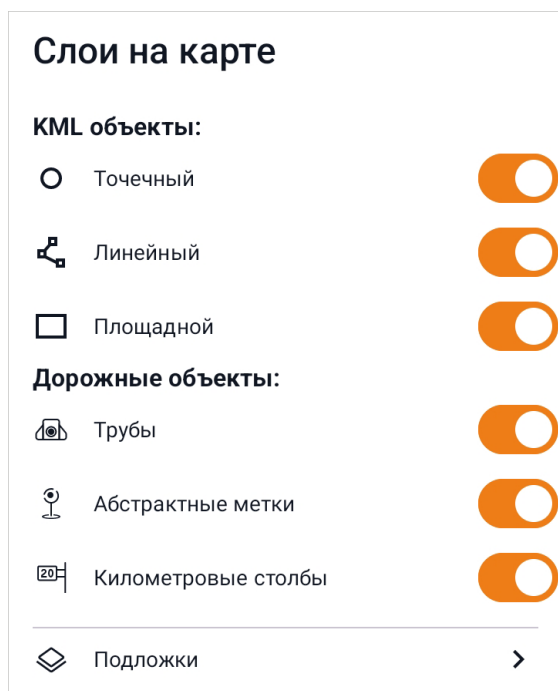 Слои на карте
KML объекты:
Точечный
Линейный
Площадной
Дорожные объекты:
Трубы
Абстрактные метки
20
Километровые столбы
Подложки